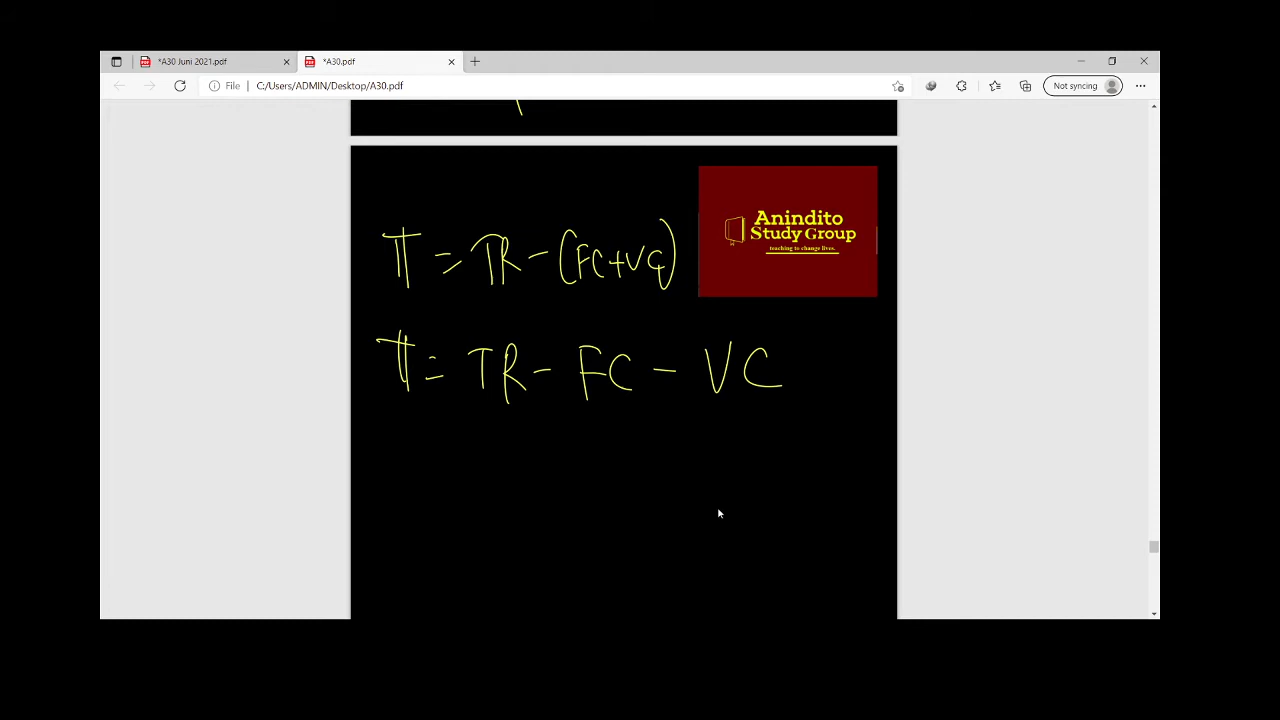 *A30 Juni 2021.pdf
*A30.pdf
File
C:/Users/ADMIN/Desktop/A30.pdf
Not syncing
Anindito
Study Group
teaching to change lives.
π = TR - (FC+VC)
π = TR - FC - VC